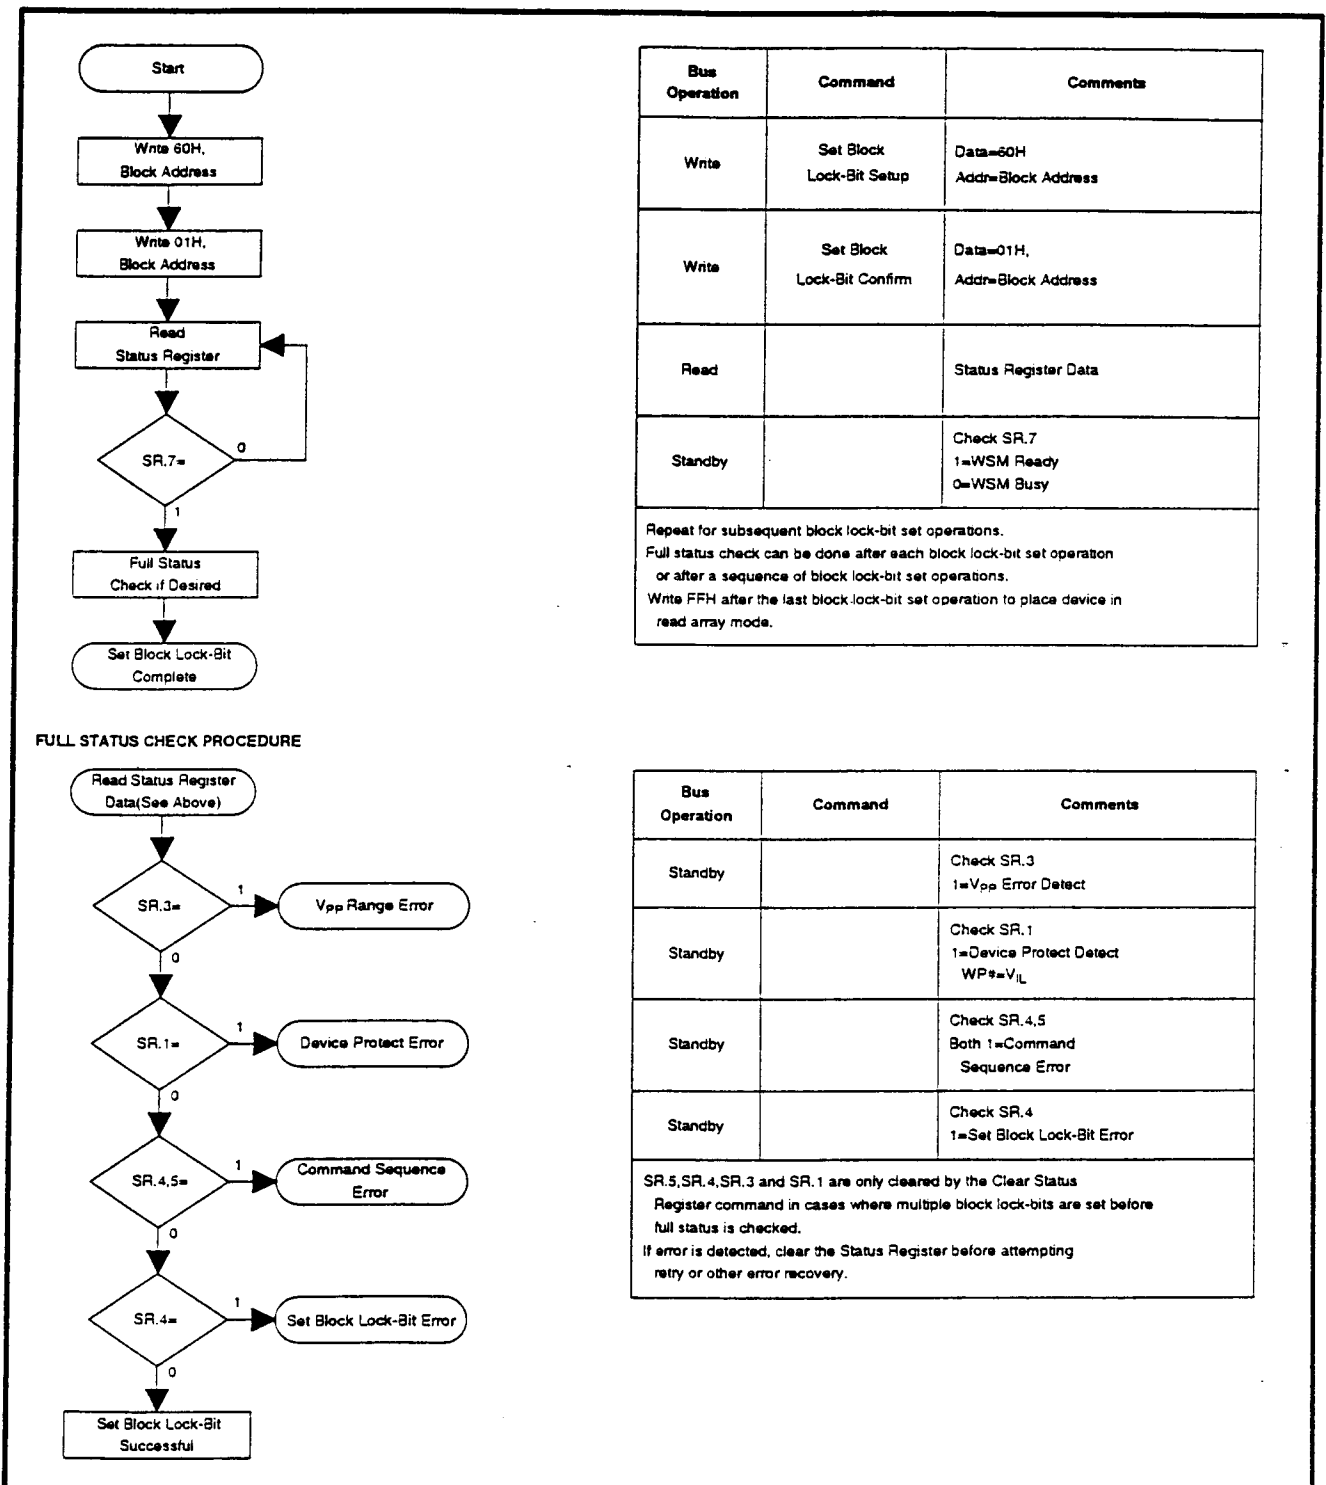 Start
Write 60H,
Block Address
Write 01H,
Block Address
Read
Status Register
SR.7=
0
1
Full Status
Check if Desired
Set Block Lock-Bit
Complete
Bus
Operation
Command
Comments
Write
Set Block
Lock-Bit Setup
Data=60H
Addr=Block Address
Write
Set Block
Lock-Bit Confirm
Data=01H,
Addr=Block Address
Read
Status Register Data
Standby
Check SR.7
1=WSM Ready
0=WSM Busy
Repeat for subsequent block lock-bit set operations.
Full status check can be done after each block lock-bit set operation
or after a sequence of block lock-bit set operations.
Write FFH after the last block lock-bit set operation to place device in
read array mode.
FULL STATUS CHECK PROCEDURE
Read Status Register
Data(See Above)
SR.3=
1
VPP Range Error
0
SR.1=
1
Device Protect Error
0
SR.4,5=
1
Command Sequence
Error
0
SR.4=
1
Set Block Lock-Bit Error
0
Set Block Lock-Bit
Successful
Bus
Operation
Command
Comments
Standby
Check SR.3
1=VPP Error Detect
Standby
Check SR.1
1=Device Protect Detect
WP#=VIL
Standby
Check SR.4,5
Both 1=Command
Sequence Error
Standby
Check SR.4
1=Set Block Lock-Bit Error
SR.5,SR.4,SR.3 and SR.1 are only cleared by the Clear Status
Register command in cases where multiple block lock-bits are set before
full status is checked.
If error is detected, clear the Status Register before attempting
retry or other error recovery.